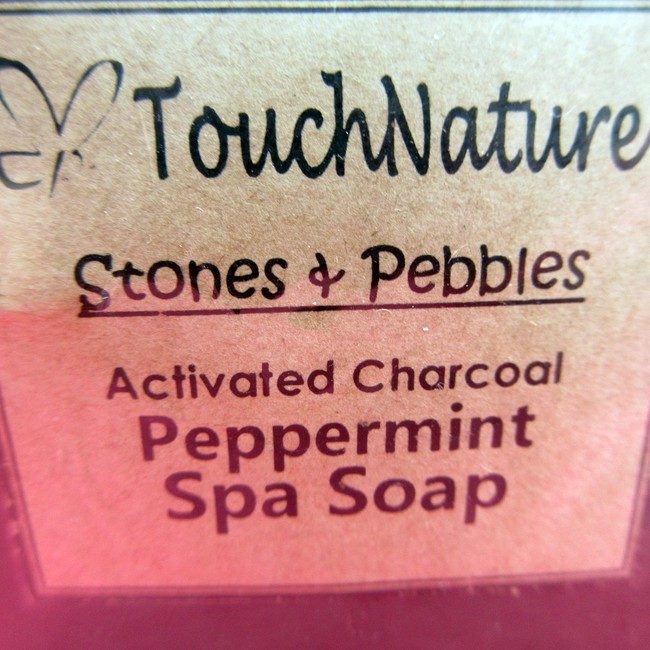 TouchNature
Stones & Pebbles
Activated Charcoal
Peppermint
Spa Soap